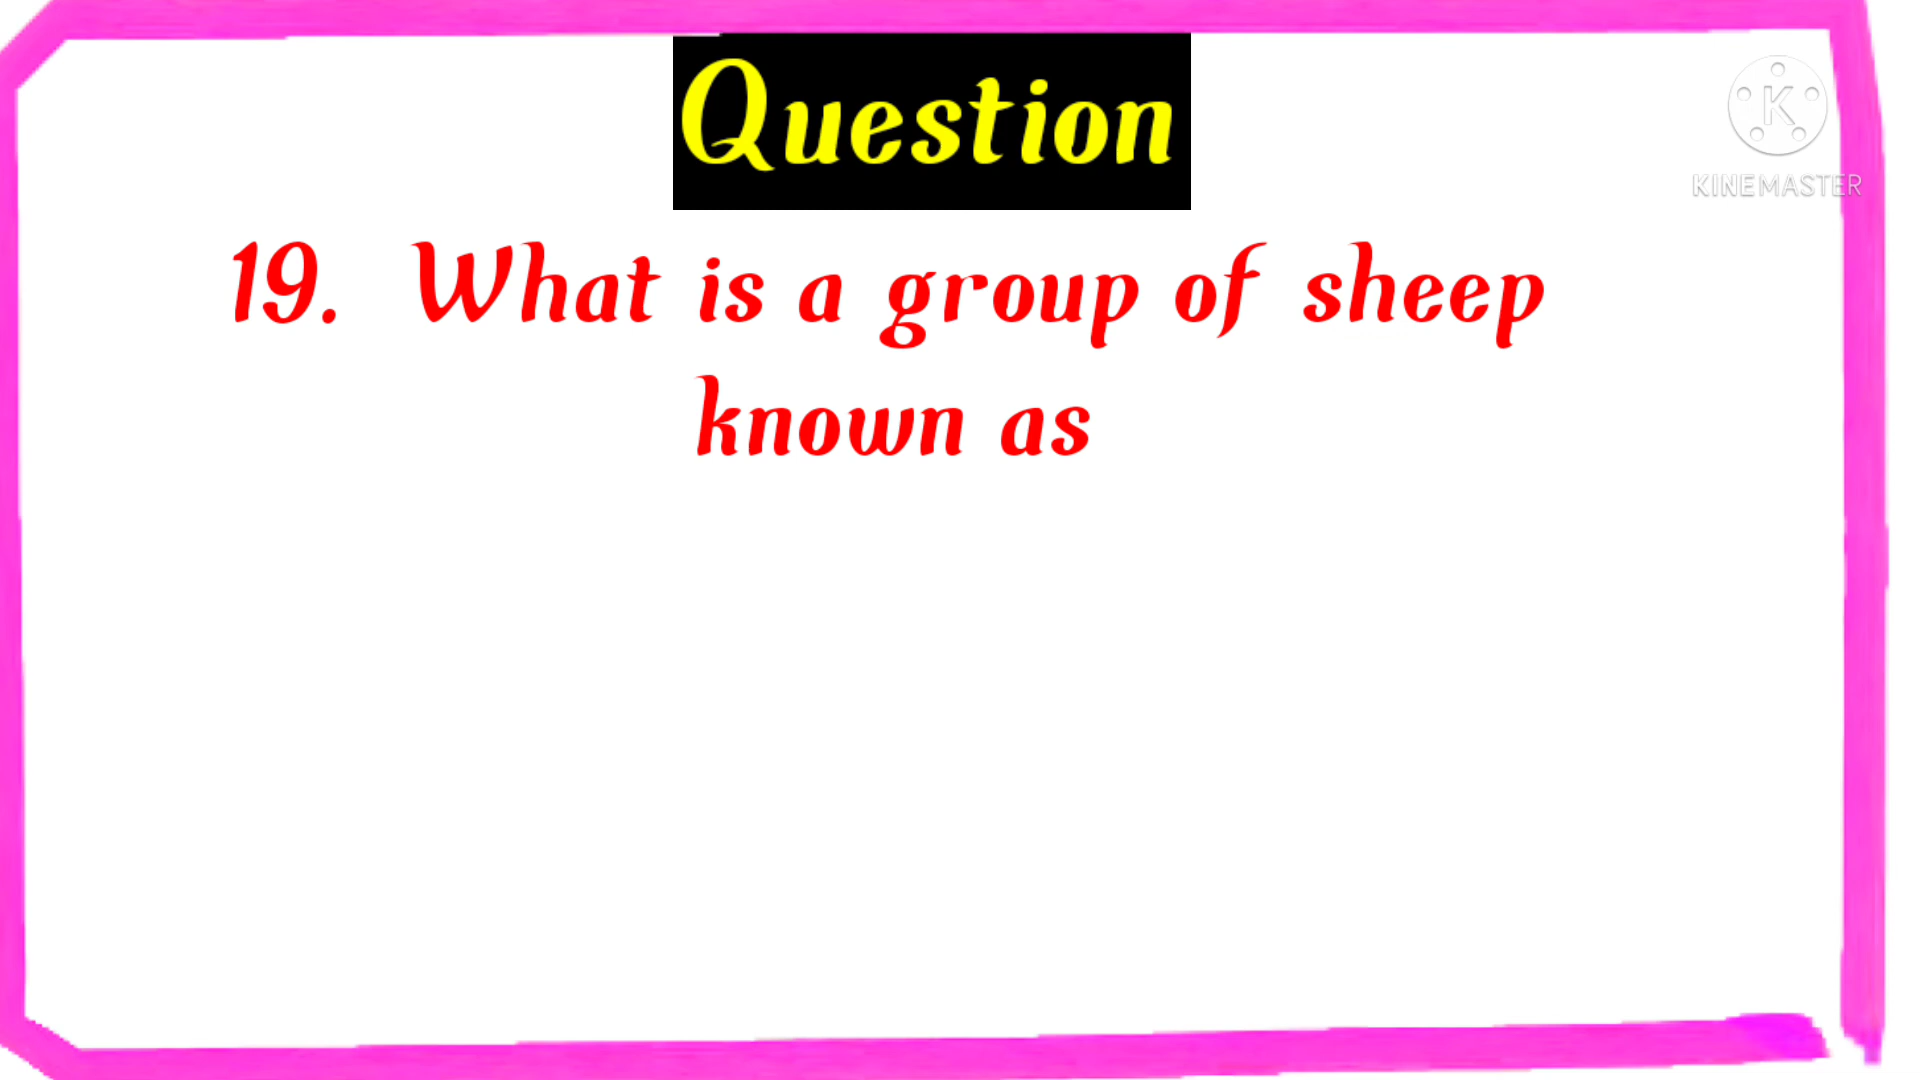 Question
K
KINEMASTER
19. What is a group of sheep
known as